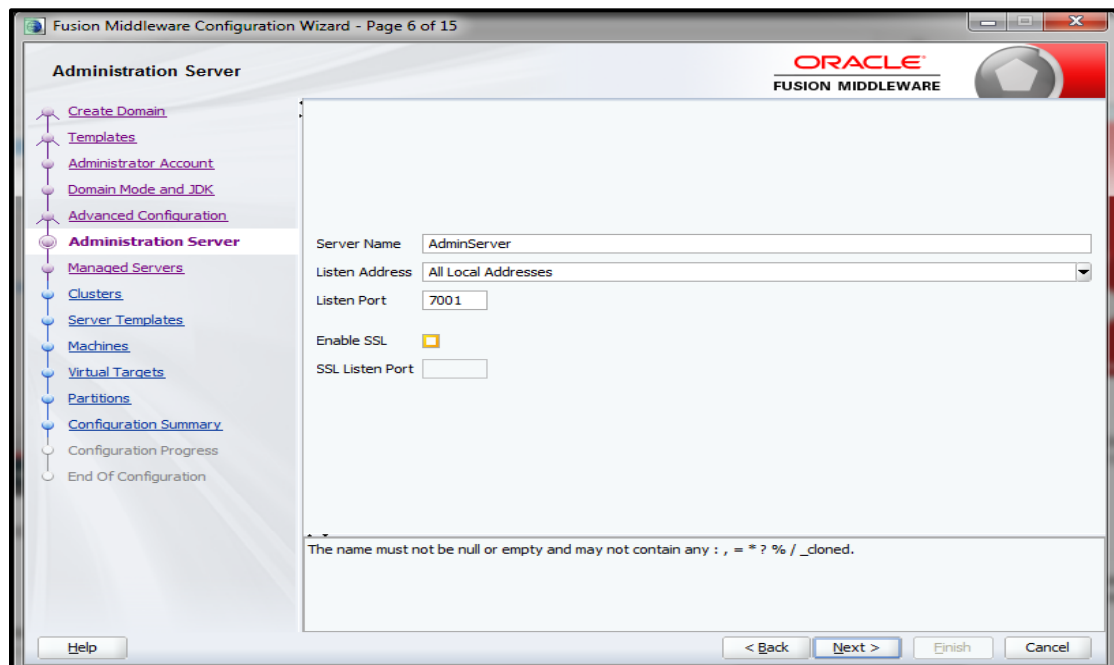 Fusion Middleware Configuration Wizard - Page 6 of 15
Administration Server
ORACLE
FUSION MIDDLEWARE
Create Domain
Templates
Administrator Account
Domain Mode and JDK
Advanced Configuration
Administration Server
Managed Servers
Clusters
Server Templates
Machines
Virtual Targets
Partitions
Configuration Summary
Configuration Progress
End Of Configuration
Server Name AdminServer
Listen Address All Local Addresses
Listen Port 7001
Enable SSL
SSL Listen Port
The name must not be null or empty and may not contain any : , = * ? % / _cloned.
Help < Back Next > Finish Cancel